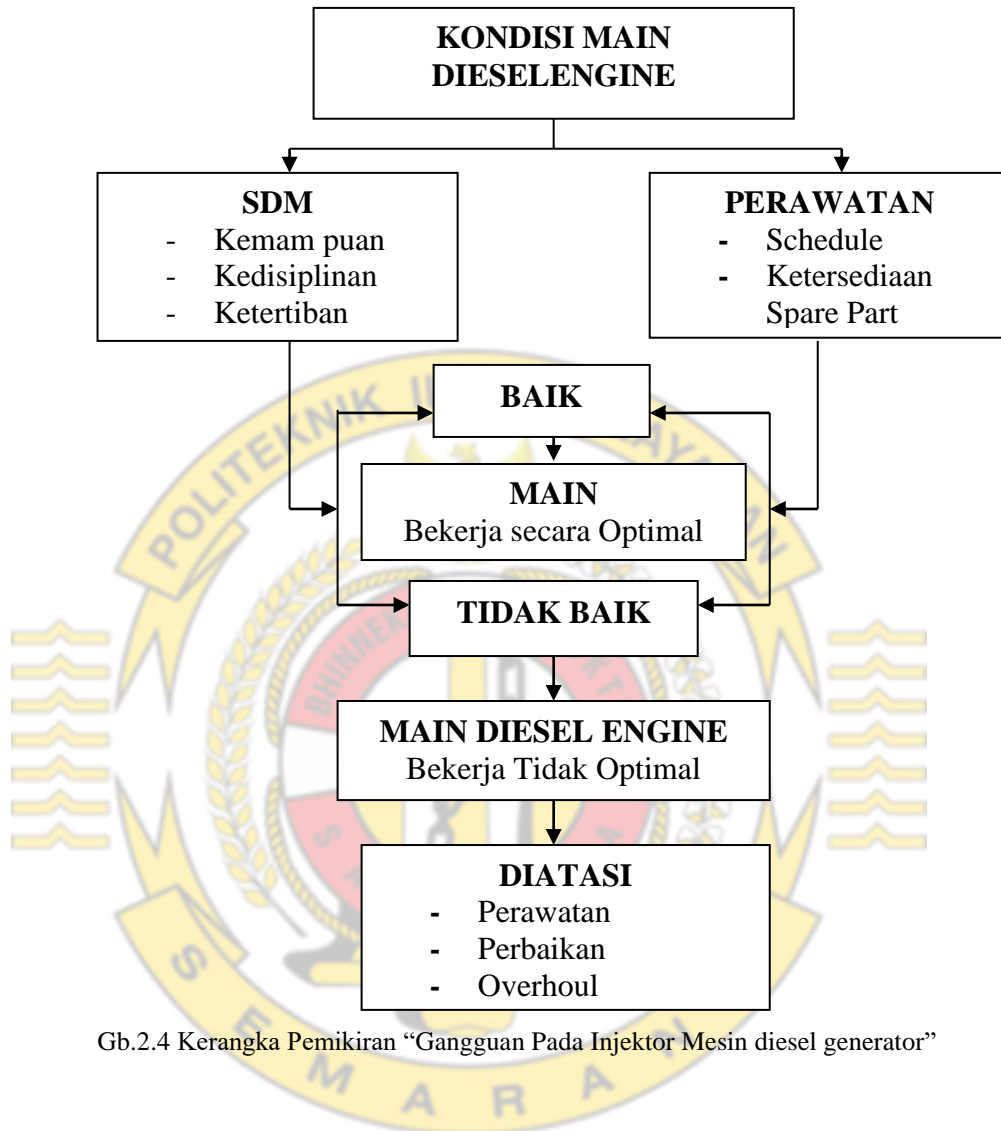 KONDISI MAIN
DIESELENGINE
SDM
- Kemam puan
- Kedisiplinan
- Ketertiban
PERAWATAN
- Schedule
- Ketersediaan
Spare Part
BAIK
MAIN
Bekerja secara Optimal
TIDAK BAIK
MAIN DIESEL ENGINE
Bekerja Tidak Optimal
DIATASI
- Perawatan
- Perbaikan
- Overhoul
Gb.2.4 Kerangka Pemikiran “Gangguan Pada Injektor Mesin diesel generator”
POLITEKNIK
SEMARANG